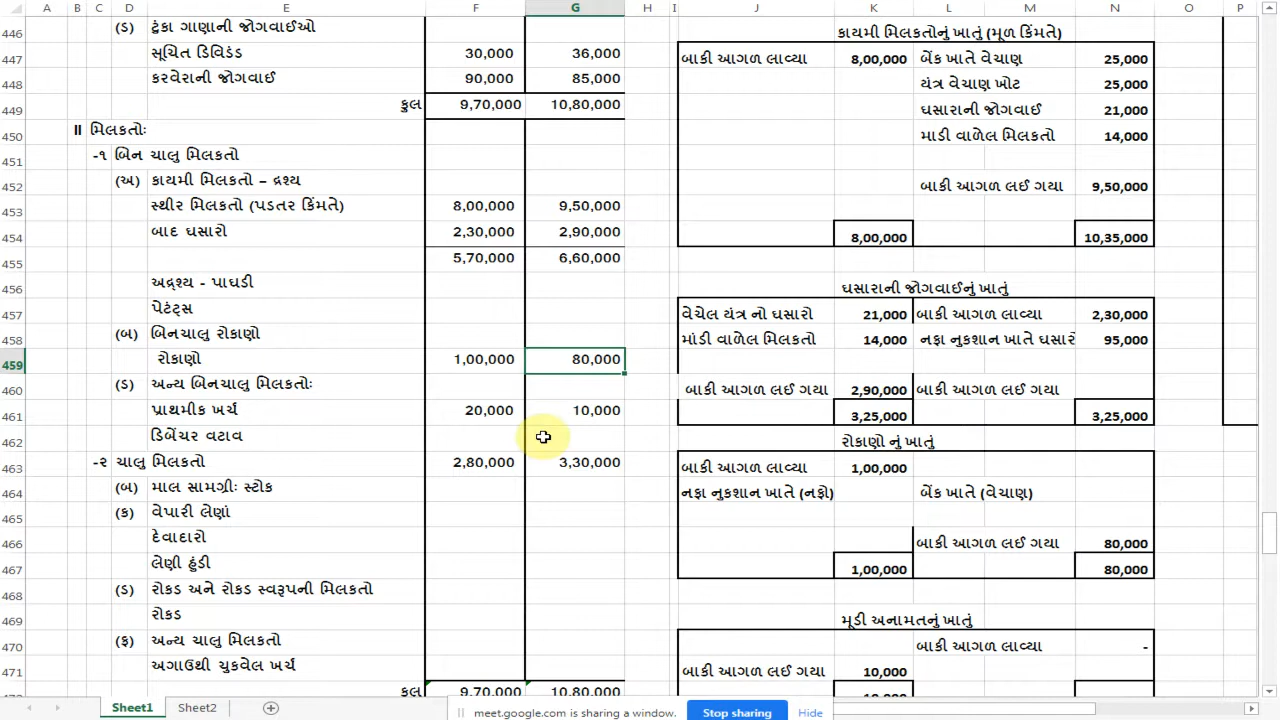 A B C D E F G H I J K L M N O P
446 (ડ) ટુંકા ગાણાની જોગવાઈઓ
447 સૂચિત ડિવિડંડ 30,000 36,000
448 કરવેરાની જોગવાઈ 90,000 85,000
449 કુલ 9,70,000 10,80,000
450 II મિલકતોઃ
451 -૧ બિન ચાલુ મિલકતો
452 (અ) કાયમી મિલકતો – દ્રશ્ય
453 સ્થીર મિલકતો (પડતર કિંમતે) 8,00,000 9,50,000
454 બાદ ઘસારો 2,30,000 2,90,000
455 5,70,000 6,60,000
456 અદ્રશ્ય - પાઘડી
457 પેટંટ્સ
458 (બ) બિનચાલુ રોકાણો
459 રોકાણો 1,00,000 80,000
460 (ડ) અન્ય બિનચાલુ મિલકતોઃ
461 પ્રાથમીક ખર્ચ 20,000 10,000
462 ડિબેંચર વટાવ
463 -૨ ચાલુ મિલકતો 2,80,000 3,30,000
464 (બ) માલ સામગ્રીઃ સ્ટોક
465 (ક) વેપારી લેણાં
466 દેવાદારો
467 લેણી હુંડી
468 (ડ) રોકડ અને રોકડ સ્વરૂપની મિલકતો
469 રોકડ
470 (ફ) અન્ય ચાલુ મિલકતો
471 અગાઉથી ચુકવેલ ખર્ચ
કુલ 9,70,000 10,80,000
કાયમી મિલકતોનું ખાતું (મૂળ કિંમતે)
બાકી આગળ લાવ્યા 8,00,000 બેંક ખાતે વેચાણ 25,000
યંત્ર વેચાણ ખોટ 25,000
ઘસારાની જોગવાઈ 21,000
માડી વાળેલ મિલકતો 14,000
બાકી આગળ લઈ ગયા 9,50,000
8,00,000 10,35,000
ઘસારાની જોગવાઈનું ખાતું
વેચેલ યંત્ર નો ઘસારો 21,000 બાકી આગળ લાવ્યા 2,30,000
માંડી વાળેલ મિલકતો 14,000 નફા નુકશાન ખાતે ઘસારો 95,000
બાકી આગળ લઈ ગયા 2,90,000 બાકી આગળ લઈ ગયા
3,25,000 3,25,000
રોકાણો નું ખાતું
બાકી આગળ લાવ્યા 1,00,000
નફા નુકશાન ખાતે (નફો) બેંક ખાતે (વેચાણ)
બાકી આગળ લઈ ગયા 80,000
1,00,000 80,000
મૂડી અનામતનું ખાતું
બાકી આગળ લાવ્યા -
બાકી આગળ લઈ ગયા 10,000
Sheet1 Sheet2
meet.google.com is sharing a window. Stop sharing Hide